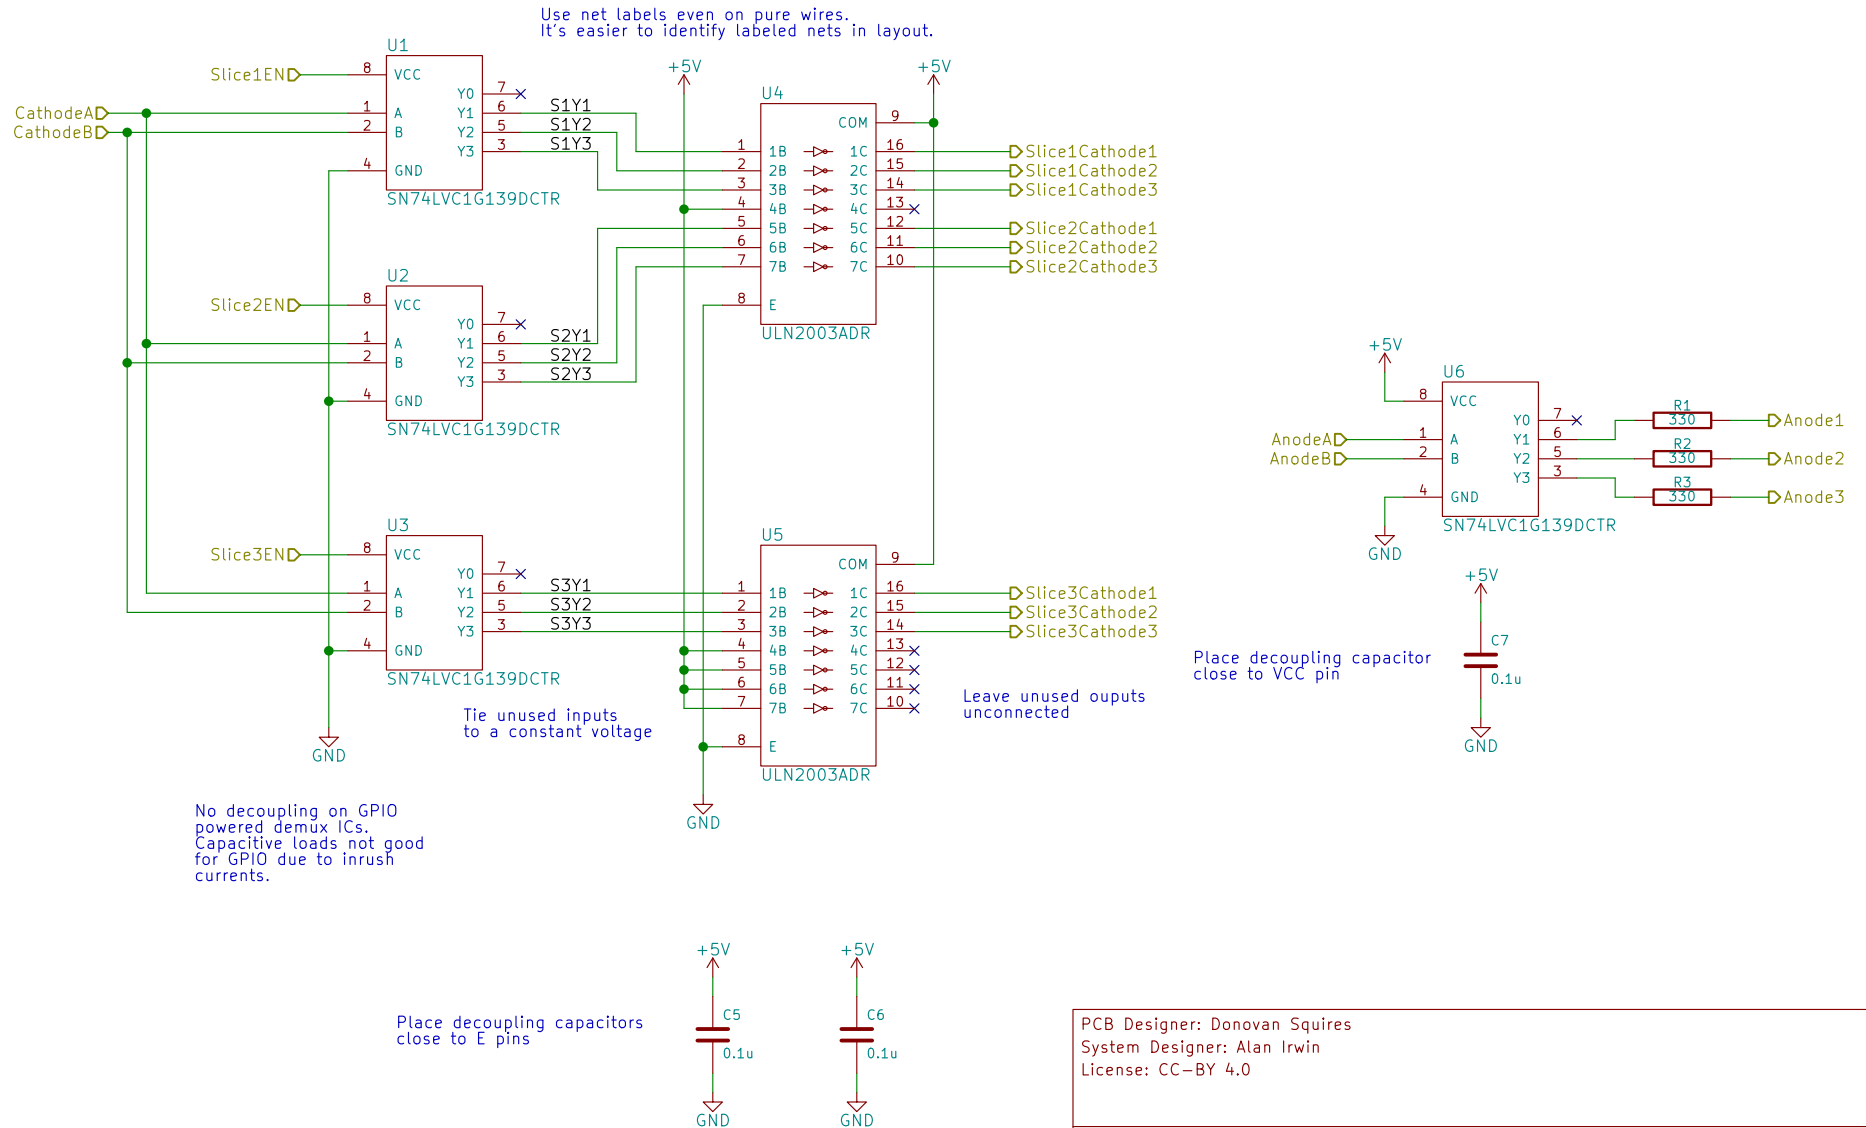 Use net labels even on pure wires.
It's easier to identify labeled nets in layout.
U1
Slice1EN
8 VCC
CathodeA
1 A
CathodeB
2 B
4 GND
Y0 7
Y1 6
Y2 5
Y3 3
SN74LVC1G139DCTR
S1Y1
S1Y2
S1Y3
U2
Slice2EN
8 VCC
1 A
2 B
4 GND
Y0 7
Y1 6
Y2 5
Y3 3
SN74LVC1G139DCTR
S2Y1
S2Y2
S2Y3
U3
Slice3EN
8 VCC
1 A
2 B
4 GND
Y0 7
Y1 6
Y2 5
Y3 3
SN74LVC1G139DCTR
S3Y1
S3Y2
S3Y3
GND
+5V
+5V
U4
COM 9
1 1B 1C 16 Slice1Cathode1
2 2B 2C 15 Slice1Cathode2
3 3B 3C 14 Slice1Cathode3
4 4B 4C 13
5 5B 5C 12 Slice2Cathode1
6 6B 6C 11 Slice2Cathode2
7 7B 7C 10 Slice2Cathode3
8 E
ULN2003ADR
U5
COM 9
1 1B 1C 16 Slice3Cathode1
2 2B 2C 15 Slice3Cathode2
3 3B 3C 14 Slice3Cathode3
4 4B 4C 13
5 5B 5C 12
6 6B 6C 11
7 7B 7C 10
8 E
ULN2003ADR
GND
Tie unused inputs
to a constant voltage
Leave unused ouputs
unconnected
+5V
U6
8 VCC
AnodeA
1 A
AnodeB
2 B
4 GND
Y0 7
Y1 6
Y2 5
Y3 3
SN74LVC1G139DCTR
GND
R1
330
Anode1
R2
330
Anode2
R3
330
Anode3
+5V
C7
0.1u
GND
Place decoupling capacitor
close to VCC pin
No decoupling on GPIO
powered demux ICs.
Capacitive loads not good
for GPIO due to inrush
currents.
Place decoupling capacitors
close to E pins
+5V
C5
0.1u
GND
+5V
C6
0.1u
GND
PCB Designer: Donovan Squires
System Designer: Alan Irwin
License: CC-BY 4.0